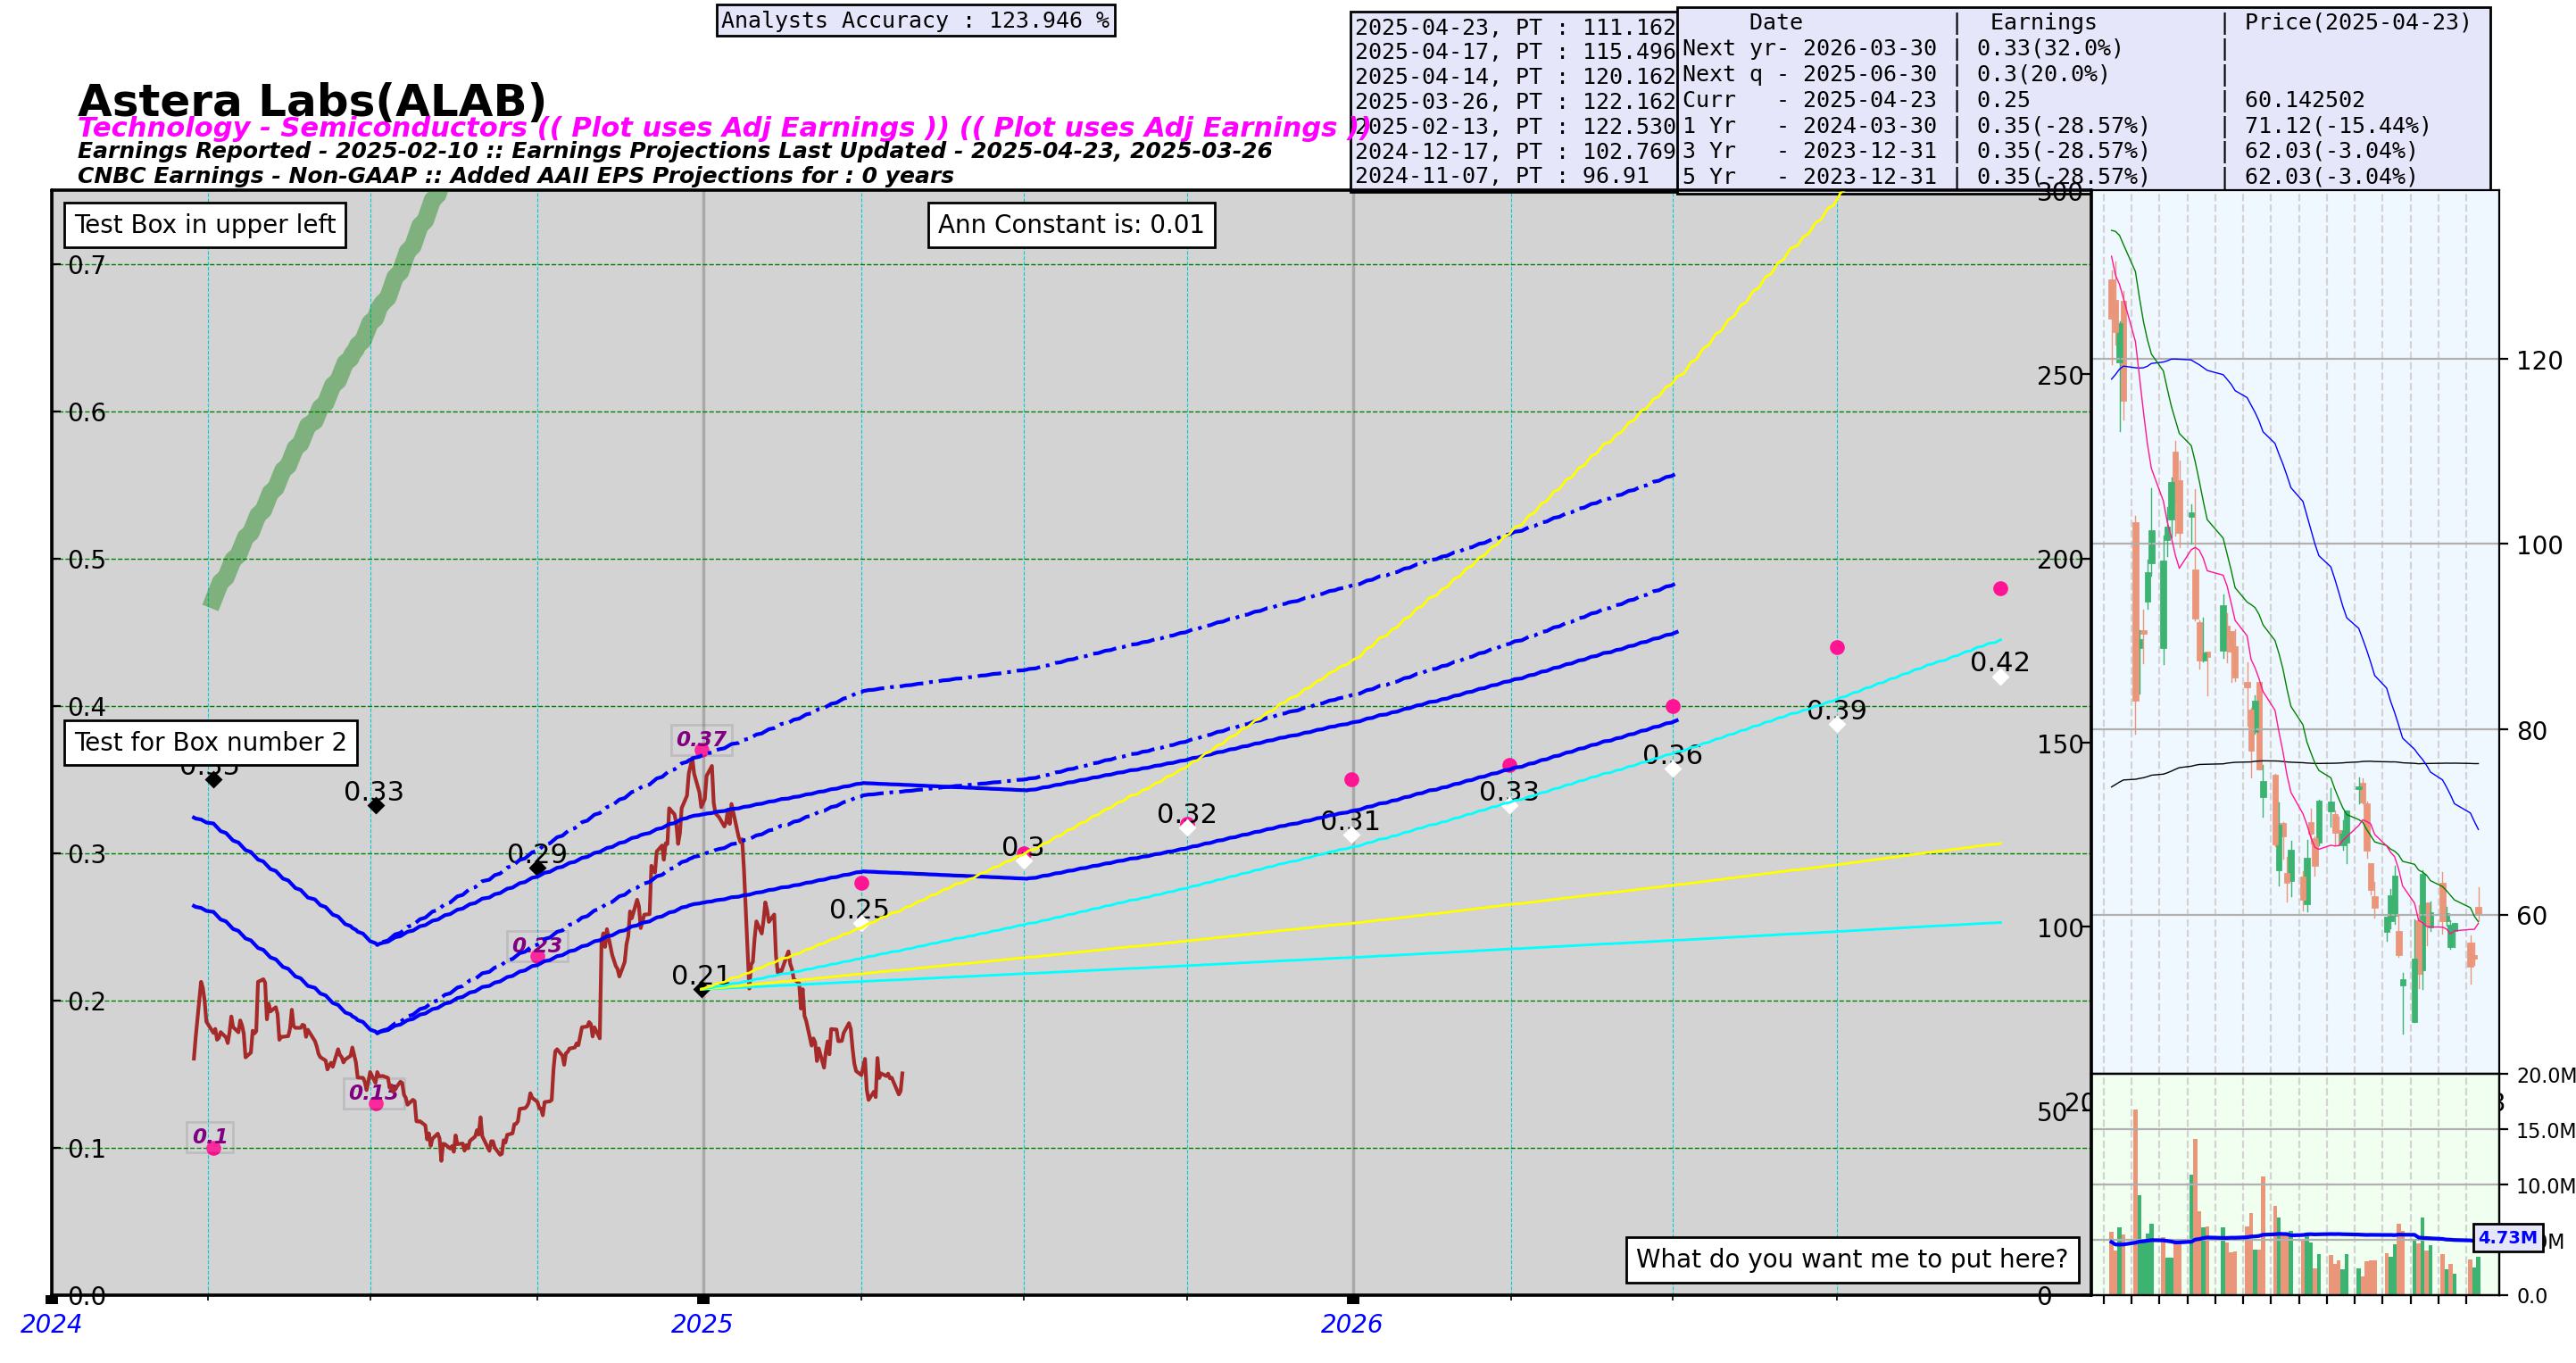 Analysts Accuracy : 123.946 %
2025-04-23, PT : 111.162
2025-04-17, PT : 115.496
2025-04-14, PT : 120.162
2025-03-26, PT : 122.162
2025-02-13, PT : 122.530
2024-12-17, PT : 102.769
2024-11-07, PT : 96.91
Date | Earnings | Price(2025-04-23)
Next yr- 2026-03-30 | 0.33(32.0%) |
Next q - 2025-06-30 | 0.3(20.0%) |
Curr - 2025-04-23 | 0.25 | 60.142502
1 Yr - 2024-03-30 | 0.35(-28.57%) | 71.12(-15.44%)
3 Yr - 2023-12-31 | 0.35(-28.57%) | 62.03(-3.04%)
5 Yr - 2023-12-31 | 0.35(-28.57%) | 62.03(-3.04%)
Astera Labs(ALAB)
Technology - Semiconductors (( Plot uses Adj Earnings )) (( Plot uses Adj Earnings ))
Earnings Reported - 2025-02-10 :: Earnings Projections Last Updated - 2025-04-23, 2025-03-26
CNBC Earnings - Non-GAAP :: Added AAII EPS Projections for : 0 years
Test Box in upper left
Ann Constant is: 0.01
Test for Box number 2
What do you want me to put here?
0.7
0.6
0.5
0.4
0.3
0.2
0.1
0.0
0.35
0.33
0.29
0.21
0.25
0.3
0.32
0.31
0.33
0.36
0.39
0.42
0.1
0.13
0.23
0.37
300
250
200
150
100
50
0
2024
2025
2026
120
100
80
60
20.0M
15.0M
10.0M
0.0
4.73M